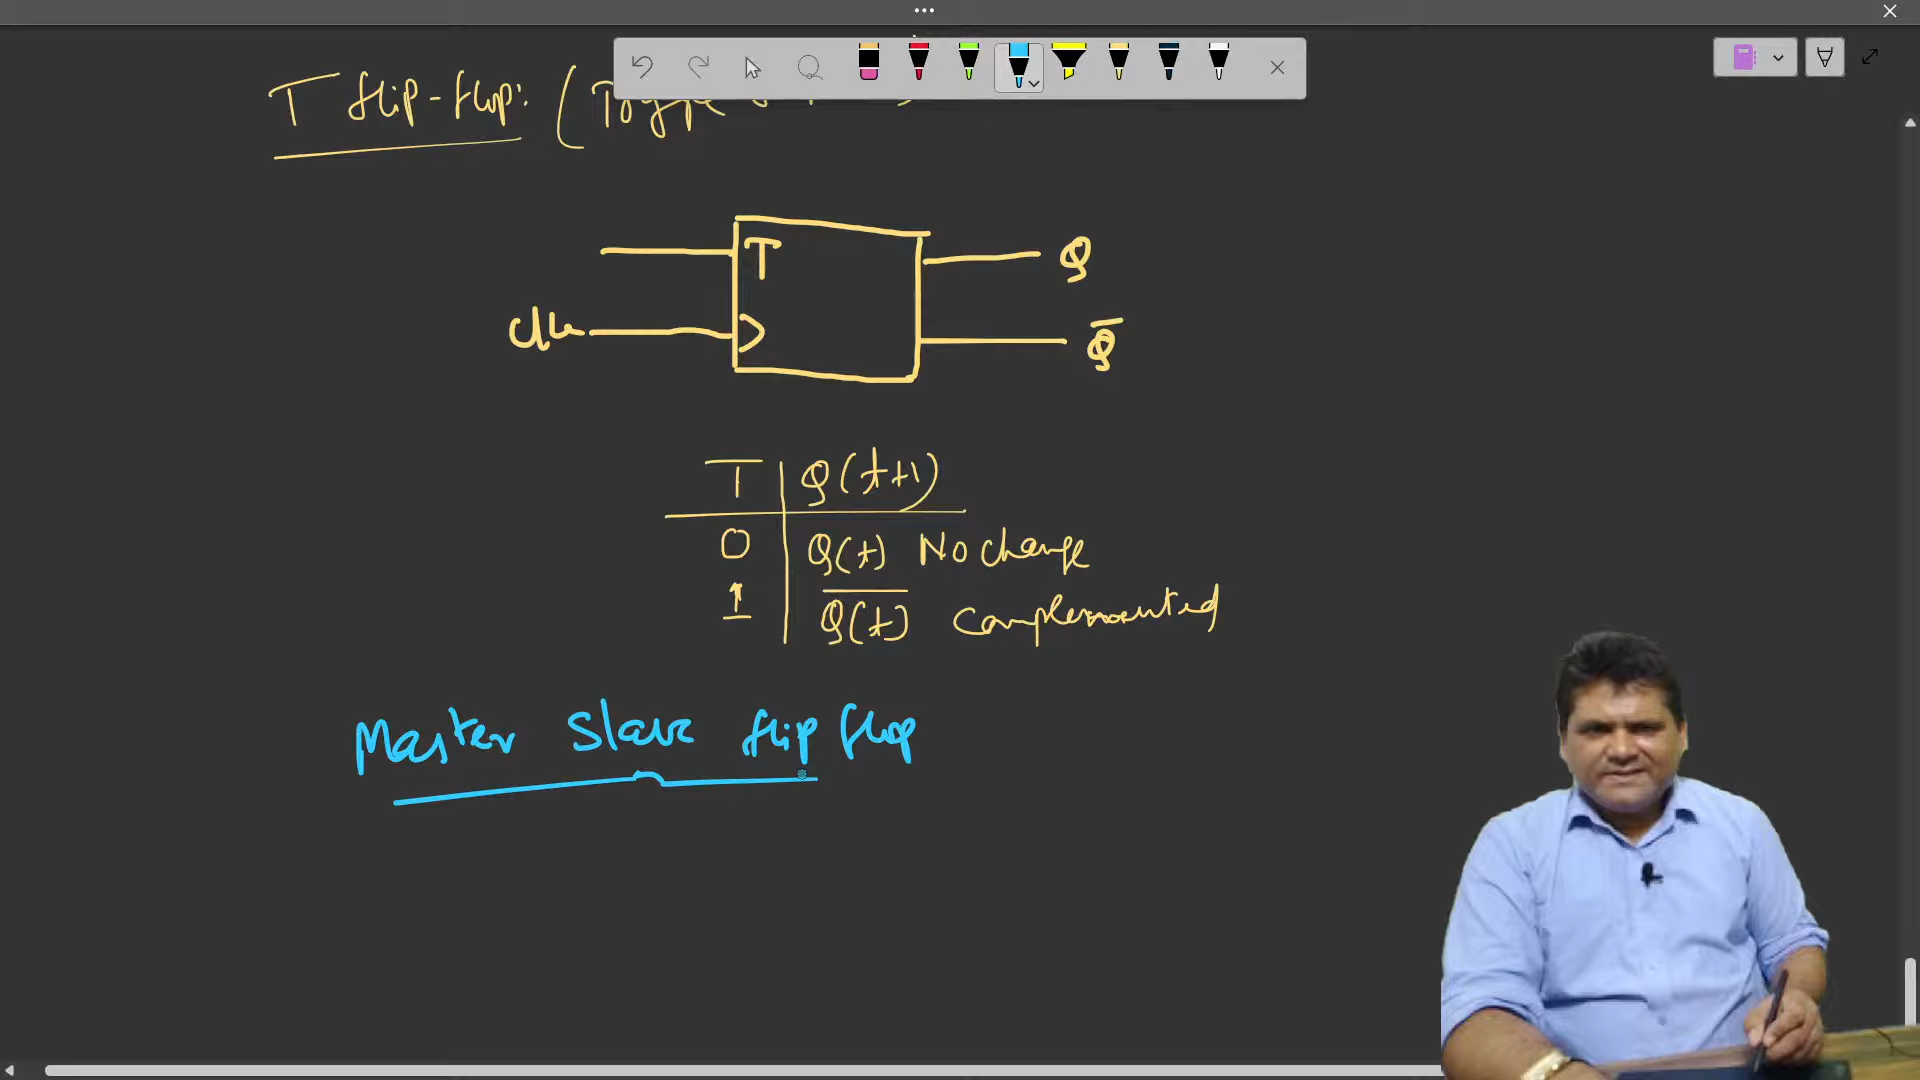 T flip-flop: (Toggle
T Q
Clk Q̅
T Q(t+1)
0 Q(t) No change
1 Q(t)̅ Complemented
Master Slave flip flop